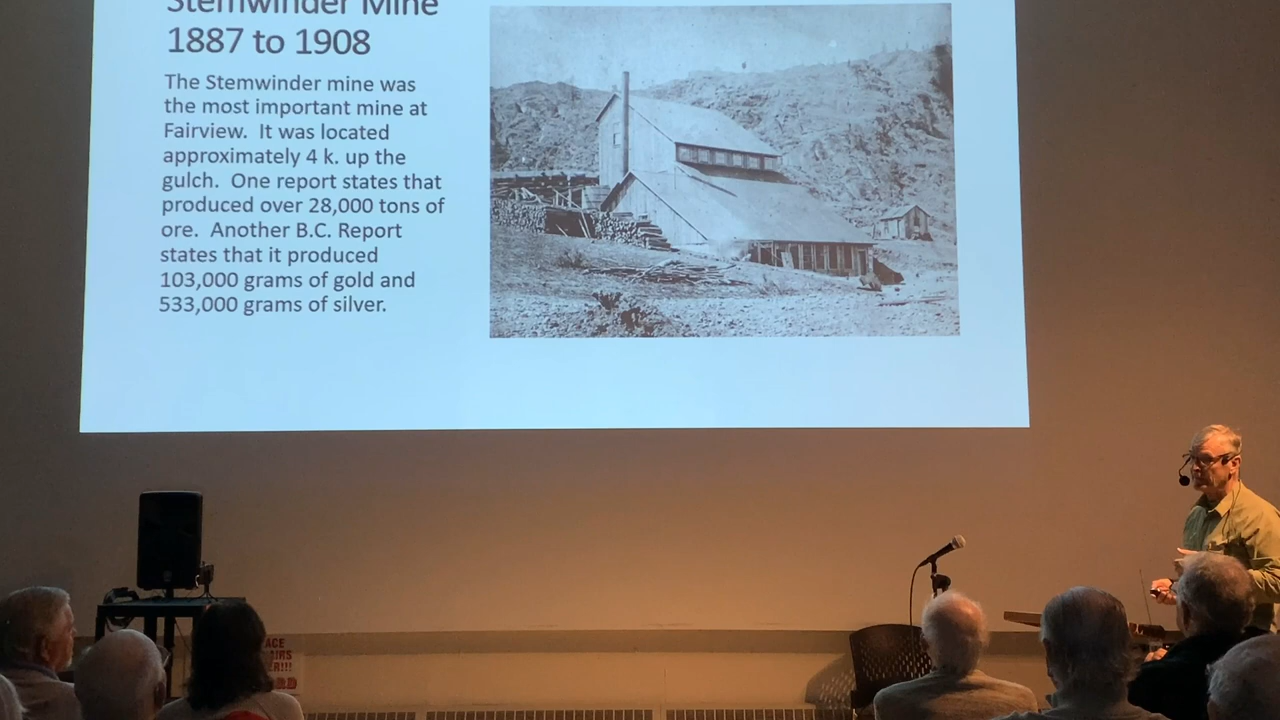 Stemwinder Mine
1887 to 1908
The Stemwinder mine was
the most important mine at
Fairview. It was located
approximately 4 k. up the
gulch. One report states that
produced over 28,000 tons of
ore. Another B.C. Report
states that it produced
103,000 grams of gold and
533,000 grams of silver.